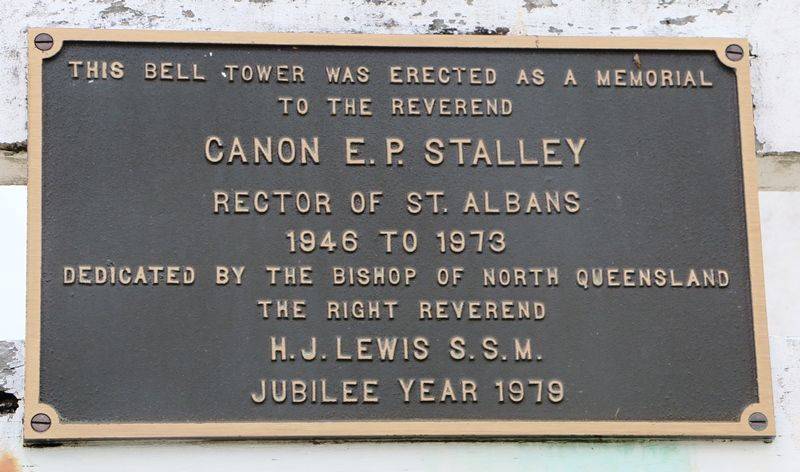 THIS BELL TOWER WAS ERECTED AS A MEMORIAL
TO THE REVEREND
CANON E.P. STALLEY
RECTOR OF ST. ALBANS
1946 TO 1973
DEDICATED BY THE BISHOP OF NORTH QUEENSLAND
THE RIGHT REVEREND
H.J. LEWIS S.S.M.
JUBILEE YEAR 1979